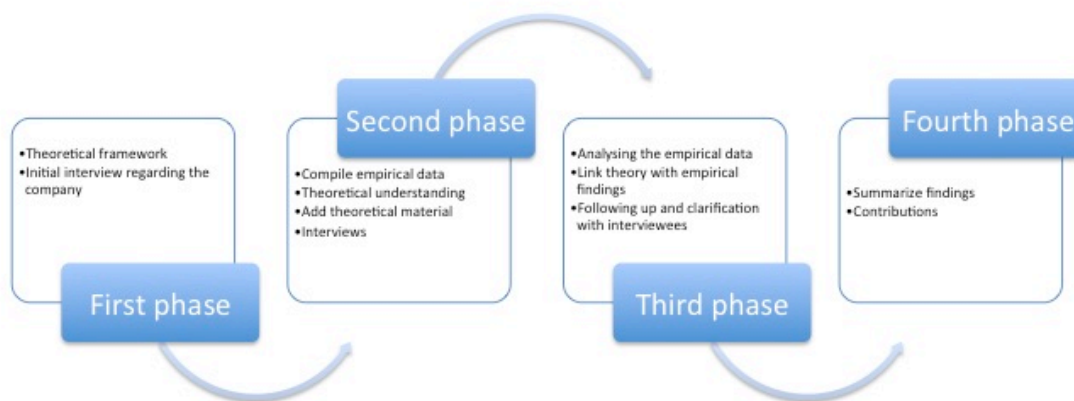 First phase
•Theoretical framework
•Initial interview regarding the
company
Second phase
•Compile empirical data
•Theoretical understanding
•Add theoretical material
•Interviews
Third phase
•Analysing the empirical data
•Link theory with empirical
findings
•Following up and clarification
with interviewees
Fourth phase
•Summarize findings
•Contributions